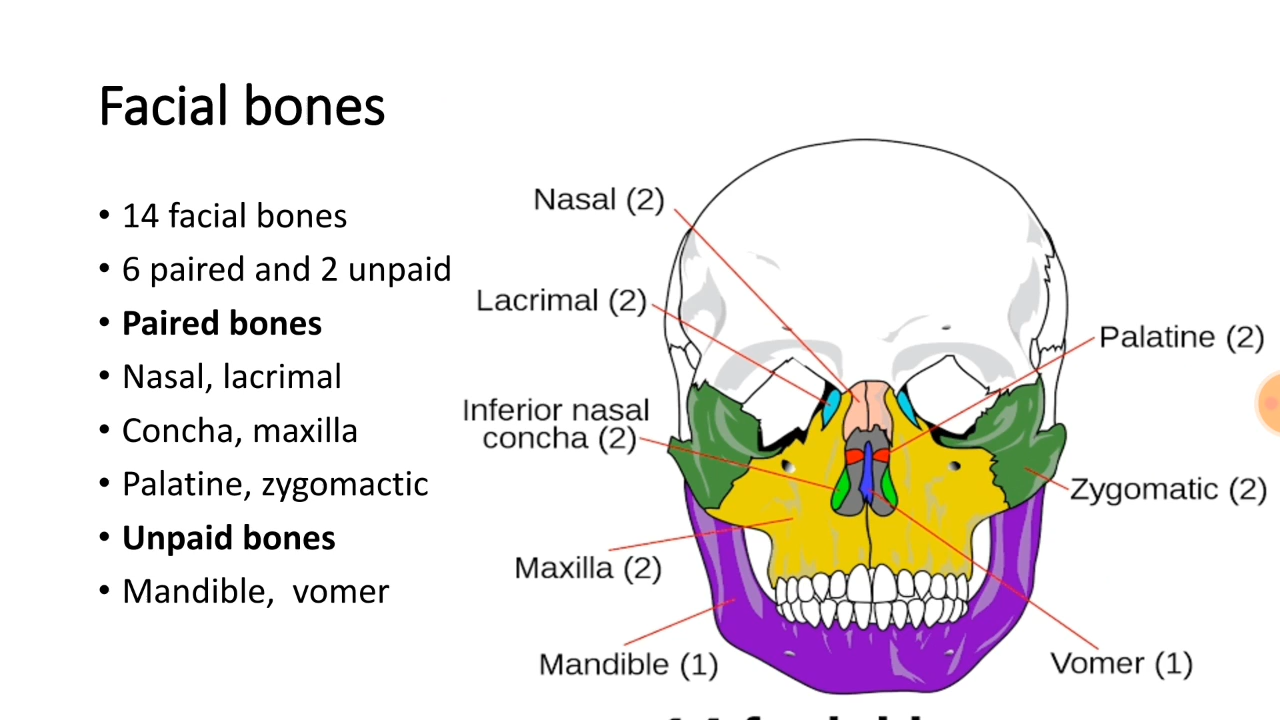 Facial bones
• 14 facial bones
• 6 paired and 2 unpaid
• Paired bones
• Nasal, lacrimal
• Concha, maxilla
• Palatine, zygomactic
• Unpaid bones
• Mandible,  vomer
Nasal (2)
Lacrimal (2)
Inferior nasal
concha (2)
Maxilla (2)
Mandible (1)
Palatine (2)
Zygomatic (2)
Vomer (1)